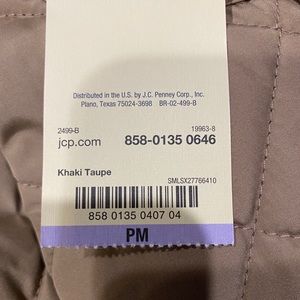 Distributed in the U.S. by J.C. Penney Corp., Inc.
Plano, Texas 75024-3698 BR-02-499-B
2499-B 19963-8
jcp.com 858-0135 0646
Khaki Taupe
SMLSX27766410
858 0135 0407 04
PM